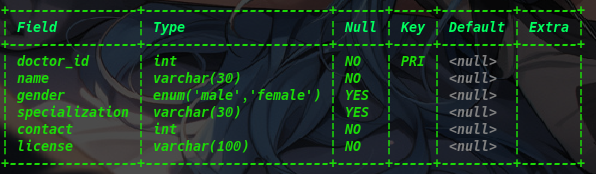 +---------------+-----------------------+------+-----+---------+-------+
| Field         | Type                  | Null | Key | Default | Extra |
+---------------+-----------------------+------+-----+---------+-------+
| doctor_id     | int                   | NO   | PRI | <null>  |       |
| name          | varchar(30)           | NO   |     | <null>  |       |
| gender        | enum('male','female') | YES  |     | <null>  |       |
| specialization | varchar(30)           | YES  |     | <null>  |       |
| contact       | int                   | NO   |     | <null>  |       |
| license       | varchar(100)          | NO   |     | <null>  |       |
+---------------+-----------------------+------+-----+---------+-------+